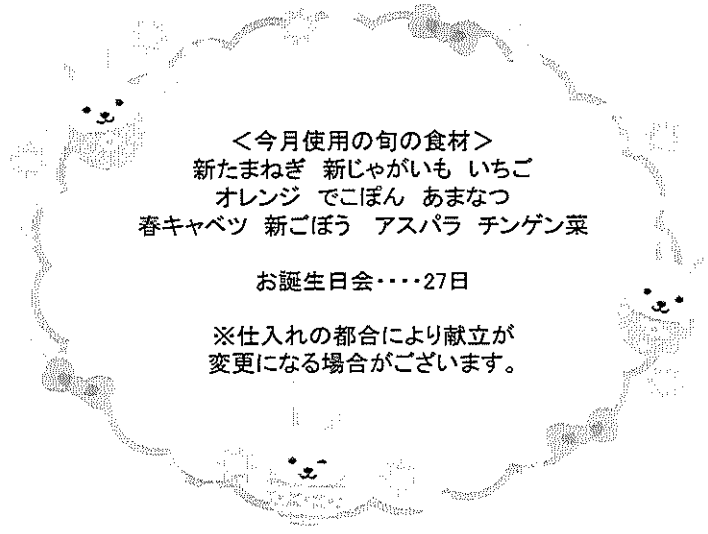 ＜今月使用の旬の食材＞
新たまねぎ　新じゃがいも　いちご
オレンジ　でこぽん　あまなつ
春キャベツ　新ごぼう　アスパラ　チンゲン菜
お誕生日会････27日
※仕入れの都合により献立が
変更になる場合がございます。